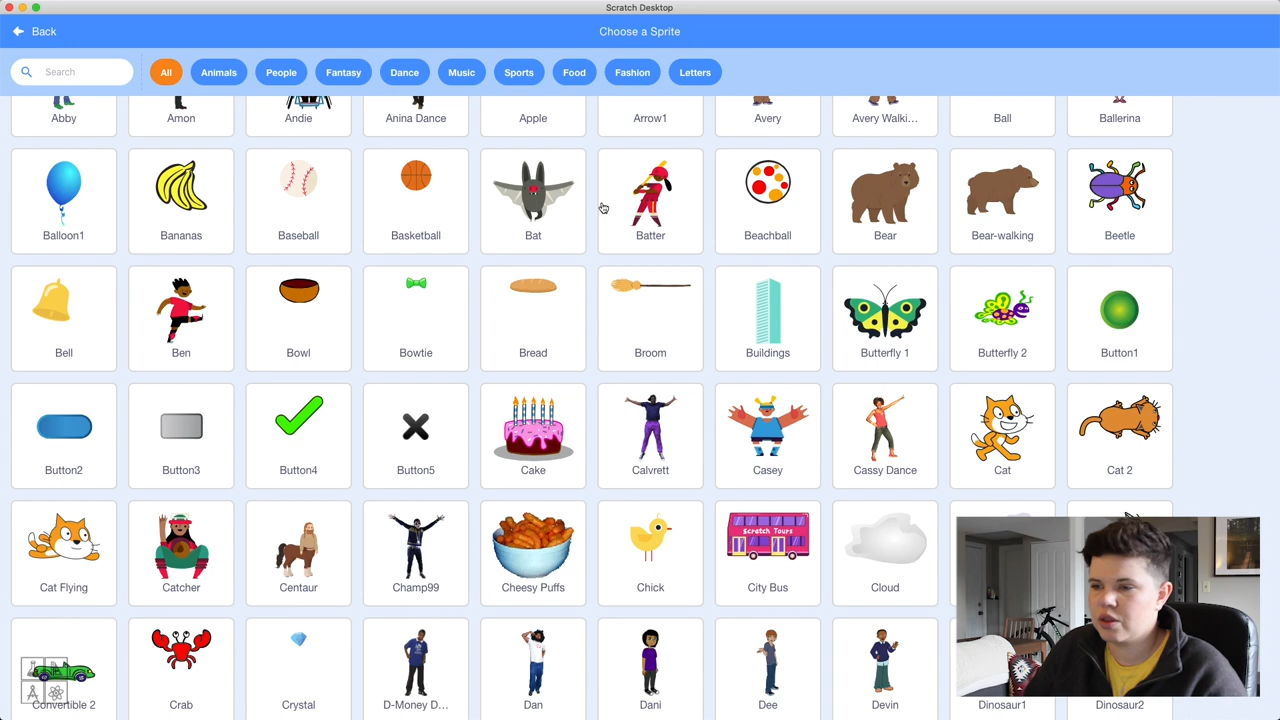 Scratch Desktop
Back
Choose a Sprite
Search
All
Animals
People
Fantasy
Dance
Music
Sports
Food
Fashion
Letters
Abby
Amon
Andie
Anina Dance
Apple
Arrow1
Avery
Avery Walki...
Ball
Ballerina
Balloon1
Bananas
Baseball
Basketball
Bat
Batter
Beachball
Bear
Bear-walking
Beetle
Bell
Ben
Bowl
Bowtie
Bread
Broom
Buildings
Butterfly 1
Butterfly 2
Button1
Button2
Button3
Button4
Button5
Cake
Calvrett
Casey
Cassy Dance
Cat
Cat 2
Scratch Tours
Cat Flying
Catcher
Centaur
Champ99
Cheesy Puffs
Chick
City Bus
Cloud
Convertible 2
Crab
Crystal
D-Money D...
Dan
Dani
Dee
Devin
Dinosaur1
Dinosaur2